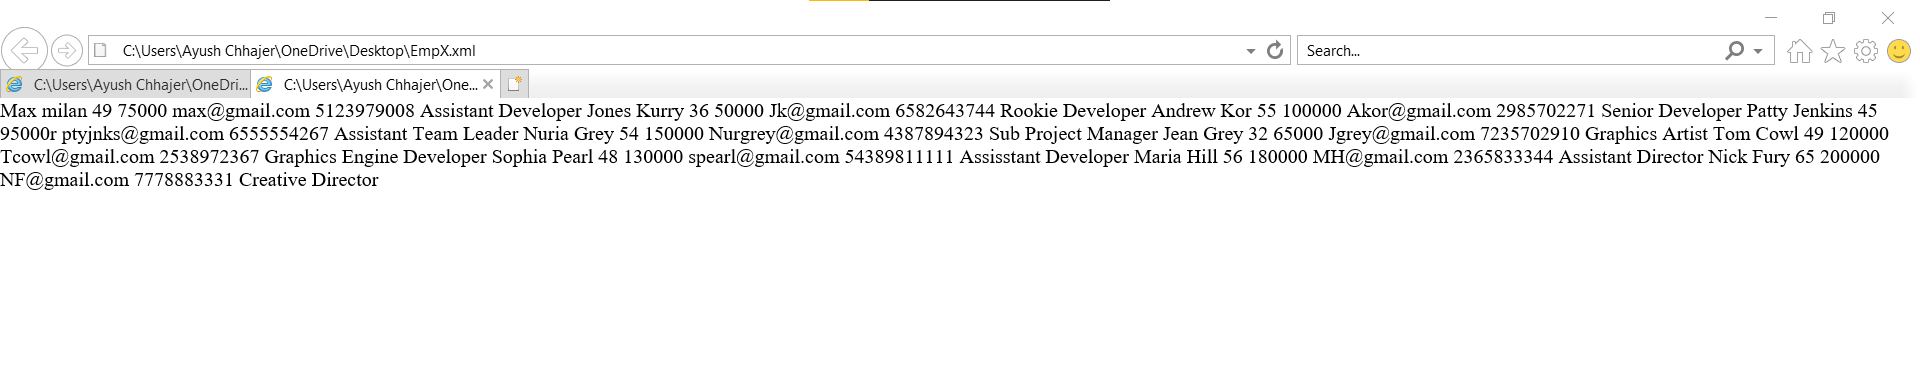 C:\Users\Ayush Chhajer\OneDrive\Desktop\EmpX.xml
Search...
C:\Users\Ayush Chhajer\OneDri...
C:\Users\Ayush Chhajer\One...
Max milan 49 75000 max@gmail.com 5123979008 Assistant Developer Jones Kurry 36 50000 Jk@gmail.com 6582643744 Rookie Developer Andrew Kor 55 100000 Akor@gmail.com 2985702271 Senior Developer Patty Jenkins 45
95000r ptyjnks@gmail.com 6555554267 Assistant Team Leader Nuria Grey 54 150000 Nurgrey@gmail.com 4387894323 Sub Project Manager Jean Grey 32 65000 Jgrey@gmail.com 7235702910 Graphics Artist Tom Cowl 49 120000
Tcowl@gmail.com 2538972367 Graphics Engine Developer Sophia Pearl 48 130000 spearl@gmail.com 54389811111 Assisstant Developer Maria Hill 56 180000 MH@gmail.com 2365833344 Assistant Director Nick Fury 65 200000
NF@gmail.com 7778883331 Creative Director